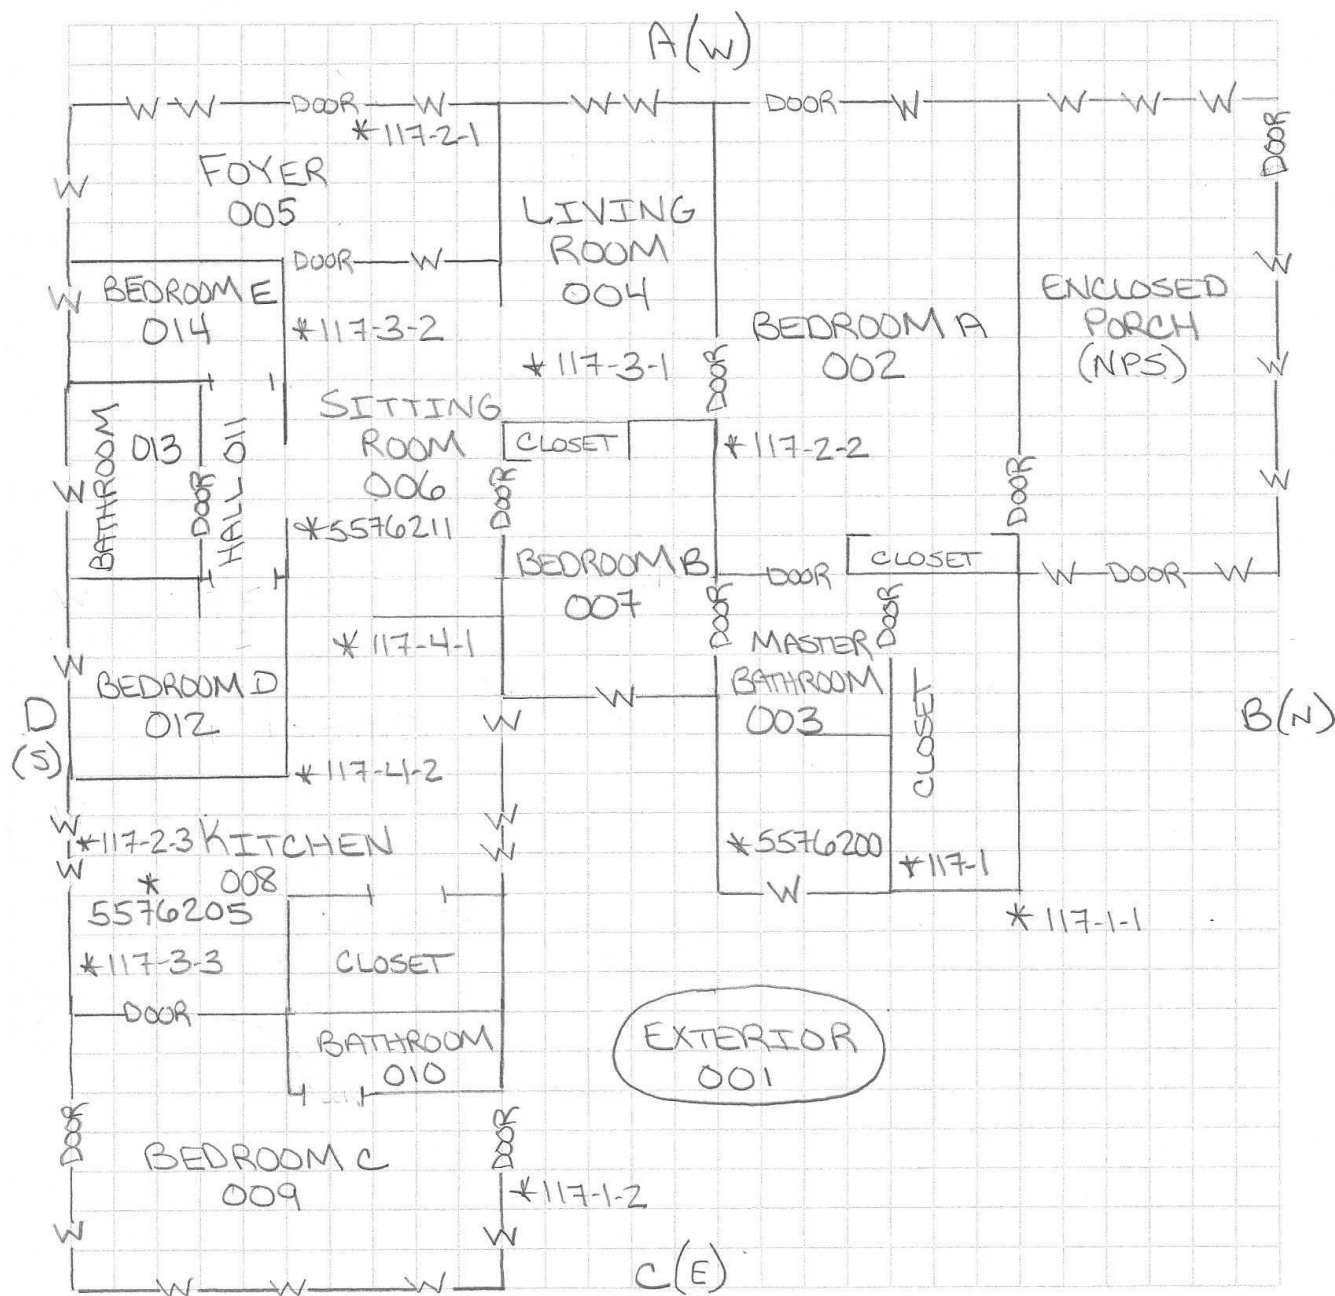 A(W)
W W DOOR W W W DOOR W W W W
*117-2-1
DOOR
W
FOYER
005
LIVING
ROOM
004
DOOR W
W
W
BEDROOM E
014
*117-3-2
ENCLOSED
PORCH
(NPS)
BEDROOM A
002
*117-3-1
DOOR
W
SITTING
ROOM
006
BATHROOM
013
DOOR
HALL 011
CLOSET
*117-2-2
W
DOOR
DOOR
W
*5576211
BEDROOM B
007
DOOR
CLOSET
W DOOR W
DOOR
DOOR
*117-4-1
MASTER
BATHROOM
003
W
BEDROOM D
012
W
W
CLOSET
D
(S)
B(N)
*117-4-2
W
W
W
W
*117-2-3 KITCHEN
008
*
5576205
*117-3-3
*5576200
*117-1
W
*117-1-1
CLOSET
DOOR
BATHROOM
010
EXTERIOR
001
DOOR
DOOR
BEDROOM C
009
*117-1-2
W
W
W W W
C(E)